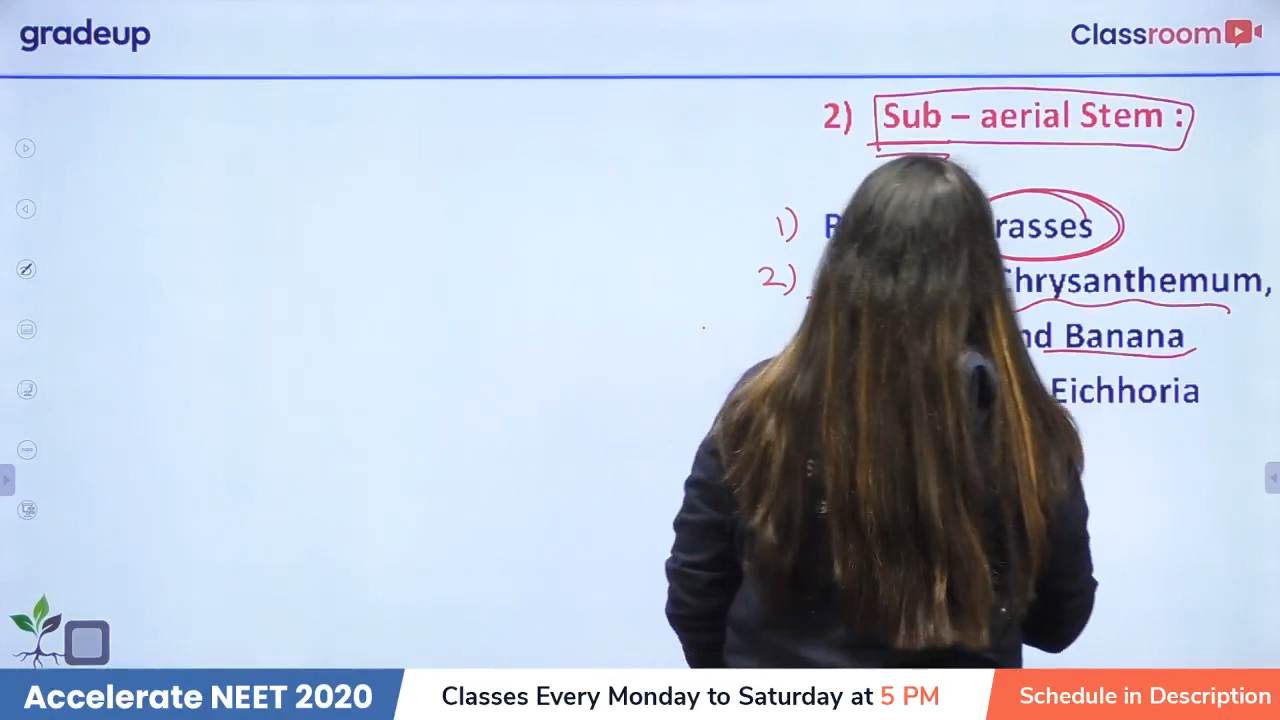 gradeup
Classroom
2) Sub – aerial Stem :
1) rasses
2) hrysanthemum,
nd Banana
Eichhoria
Accelerate NEET 2020
Classes Every Monday to Saturday at 5 PM
Schedule in Description